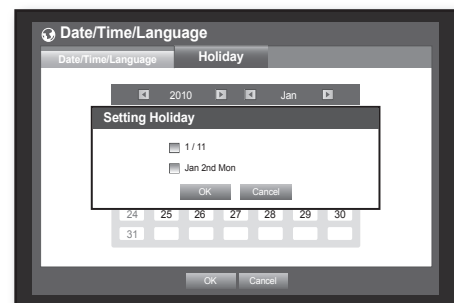 Date/Time/Language
Date/Time/Language Holiday
2010 Jan
Setting Holiday
1 / 11
Jan 2nd Mon
OK Cancel
24 25 26 27 28 29 30
31
OK Cancel